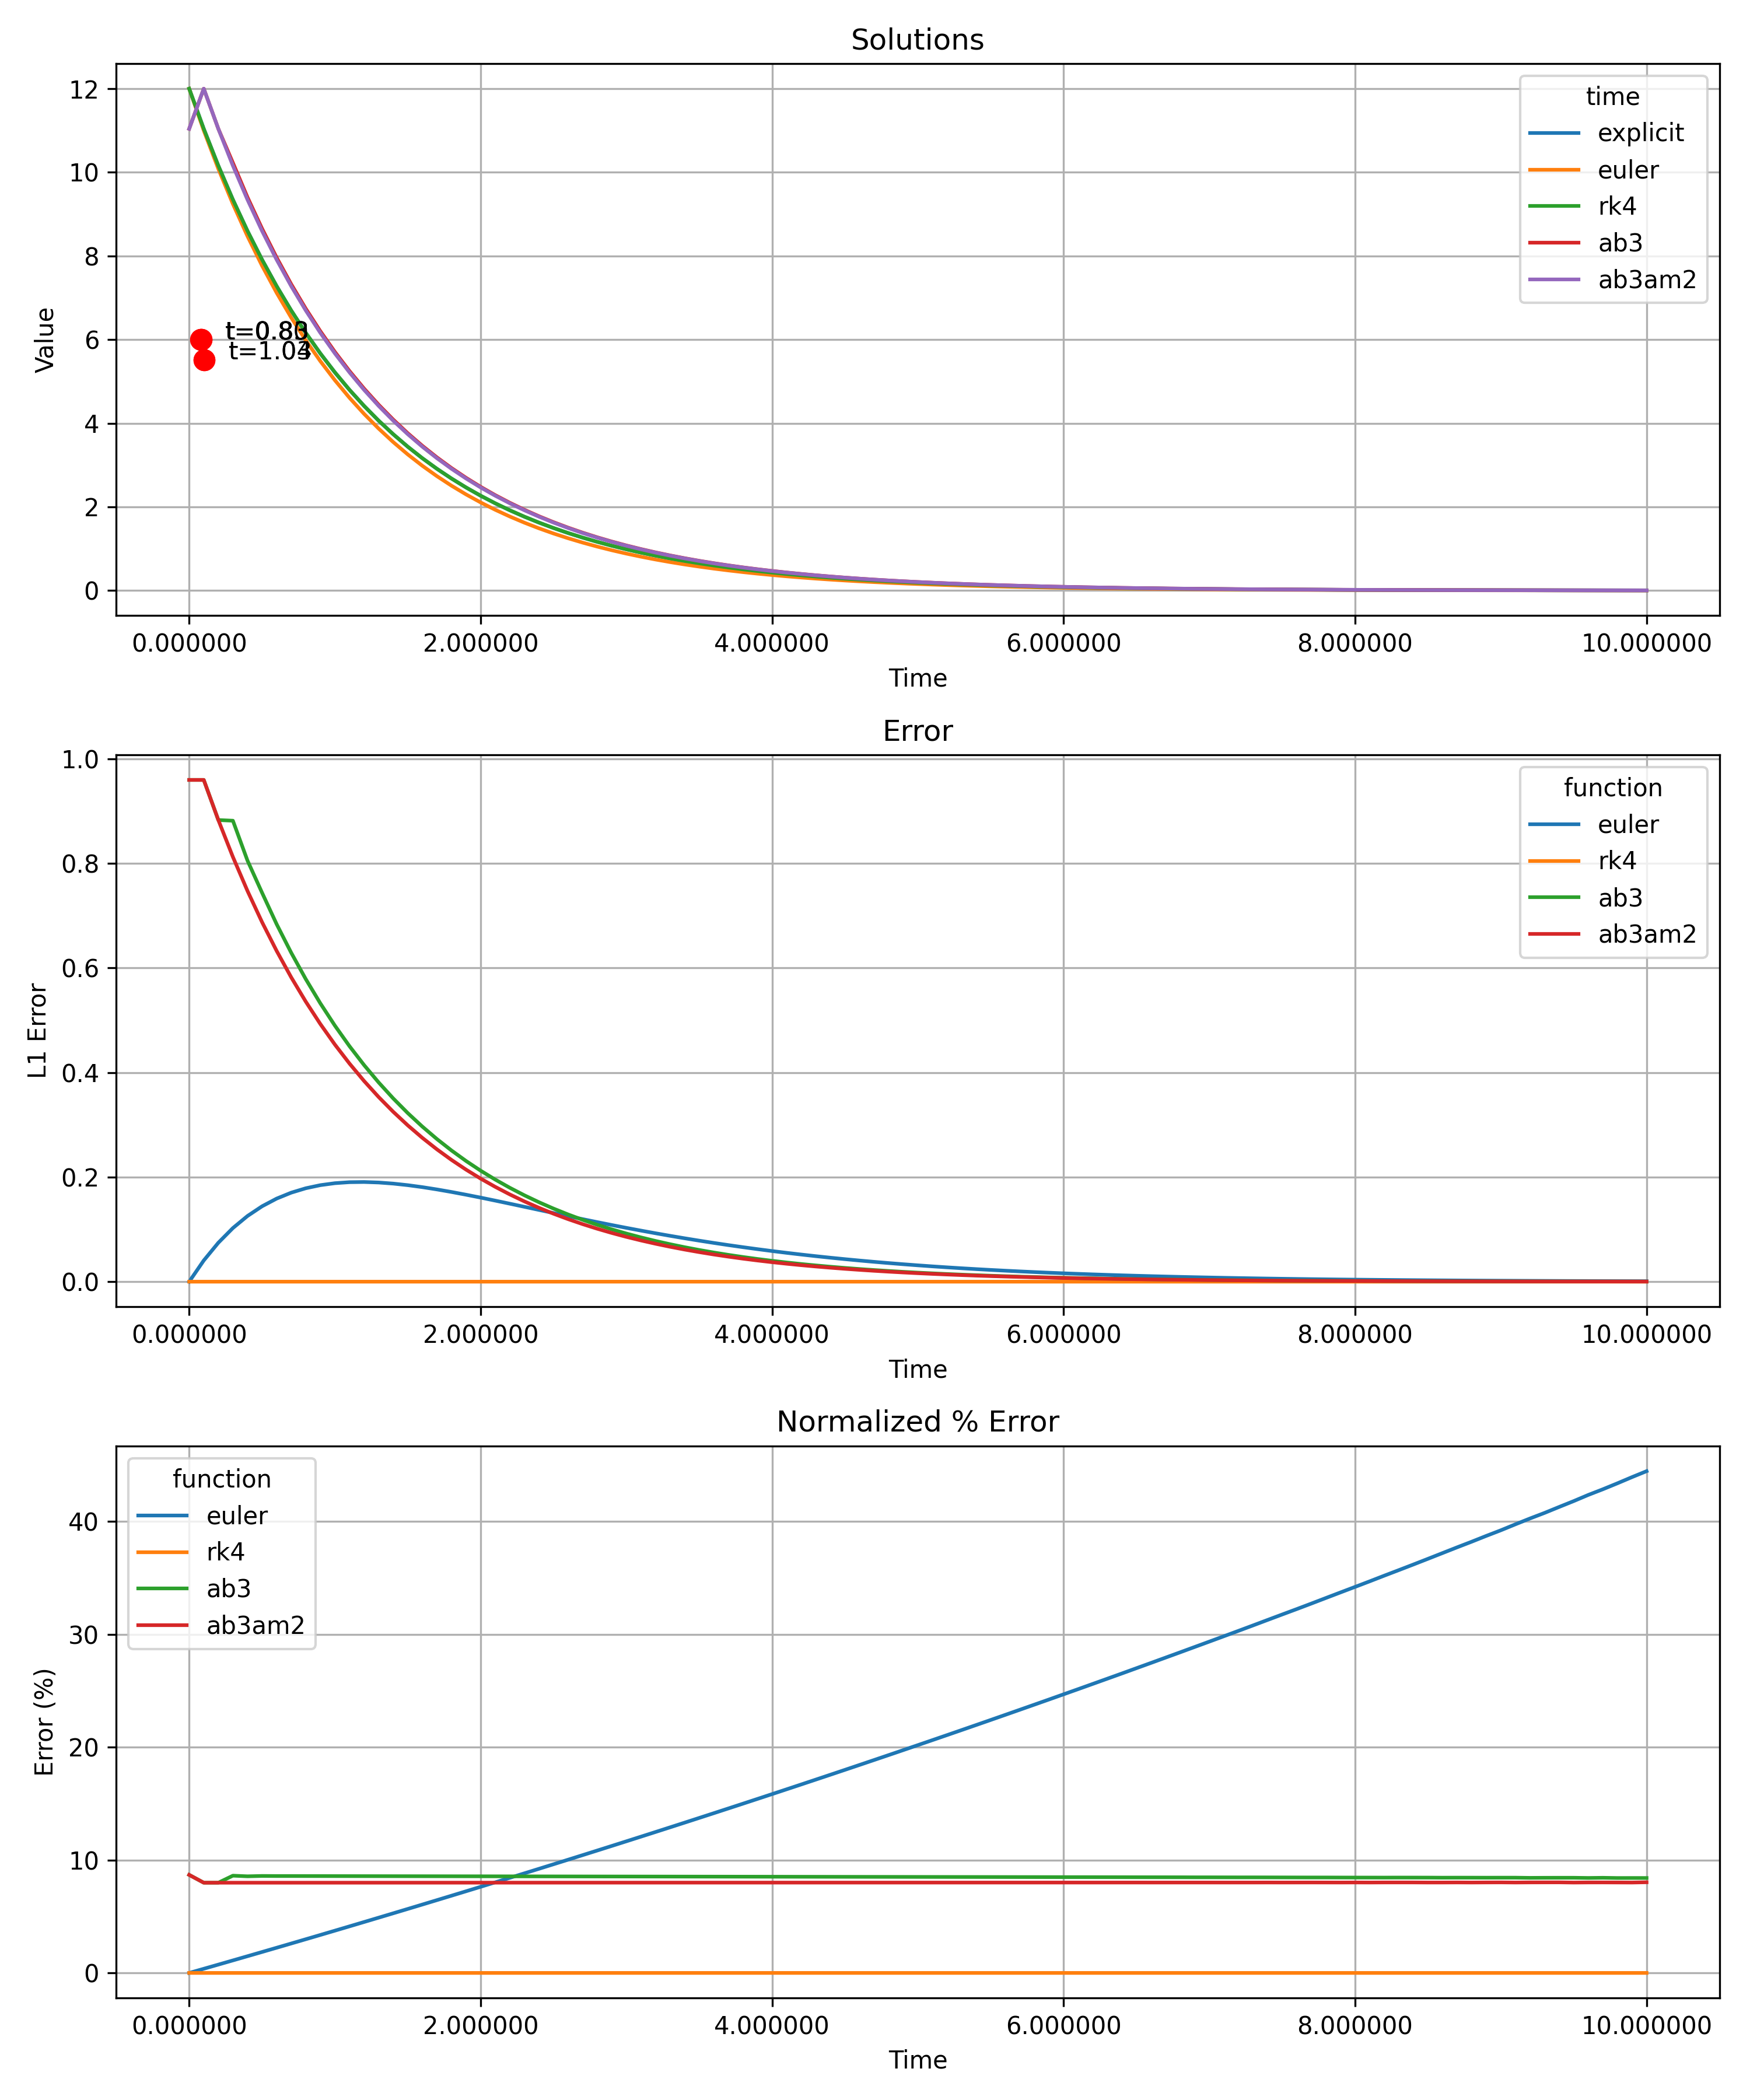 Solutions
12
10
8
6
4
2
0
Value
time
explicit
euler
rk4
ab3
ab3am2
0.000000 2.000000 4.000000 6.000000 8.000000 10.000000
Time
Error
1.0
0.8
0.6
0.4
0.2
0.0
L1 Error
function
euler
rk4
ab3
ab3am2
0.000000 2.000000 4.000000 6.000000 8.000000 10.000000
Time
Normalized % Error
40
30
20
10
0
Error (%)
function
euler
rk4
ab3
ab3am2
0.000000 2.000000 4.000000 6.000000 8.000000 10.000000
Time